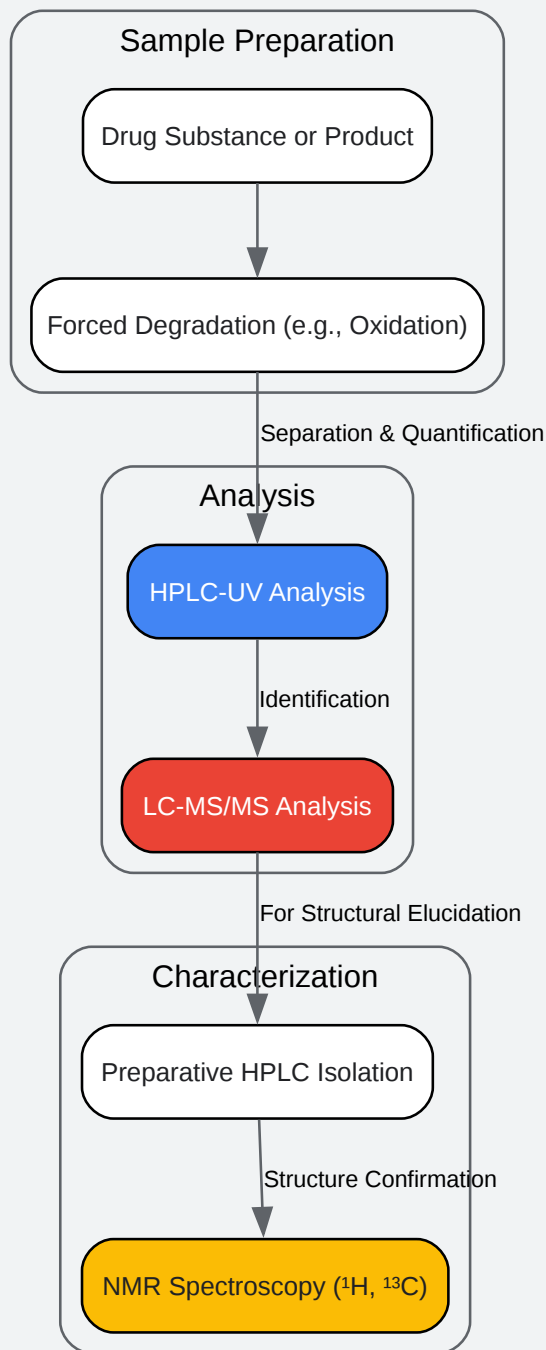 Sample Preparation
Drug Substance or Product
Forced Degradation (e.g., Oxidation)
Separation & Quantification
Analysis
HPLC-UV Analysis
Identification
LC-MS/MS Analysis
For Structural Elucidation
Characterization
Preparative HPLC Isolation
Structure Confirmation
NMR Spectroscopy (¹H, ¹³C)